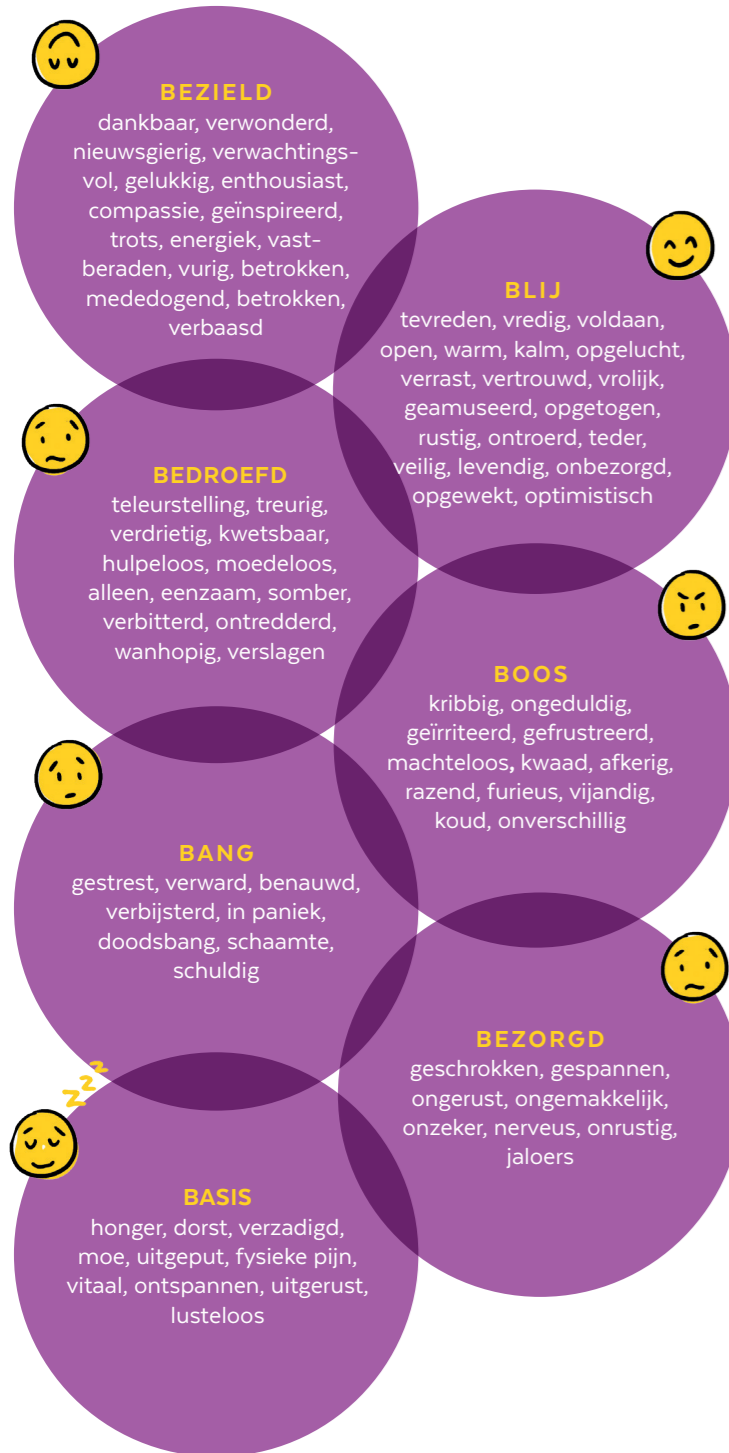 BEZIELD
dankbaar, verwonderd,
nieuwsgierig, verwachtings-
vol, gelukkig, enthousiast,
compassie, geïnspireerd,
trots, energiek, vast-
beraden, vurig, betrokken,
mededogend, betrokken,
verbaasd
BLIJ
tevreden, vredig, voldaan,
open, warm, kalm, opgelucht,
verrast, vertrouwd, vrolijk,
geamuseerd, opgetogen,
rustig, ontroerd, teder,
veilig, levendig, onbezorgd,
opgewekt, optimistisch
BEDROEFD
teleurstelling, treurig,
verdrietig, kwetsbaar,
hulpeloos, moedeloos,
alleen, eenzaam, somber,
verbitterd, ontredderd,
wanhopig, verslagen
BOOS
kribbig, ongeduldig,
geïrriteerd, gefrustreerd,
machteloos, kwaad, afkerig,
razend, furieus, vijandig,
koud, onverschillig
BANG
gestrest, verward, benauwd,
verbijsterd, in paniek,
doodsbang, schaamte,
schuldig
BEZORGD
geschrokken, gespannen,
ongerust, ongemakkelijk,
onzeker, nerveus, onrustig,
jaloers
zzz
BASIS
honger, dorst, verzadigd,
moe, uitgeput, fysieke pijn,
vitaal, ontspannen, uitgerust,
lusteloos